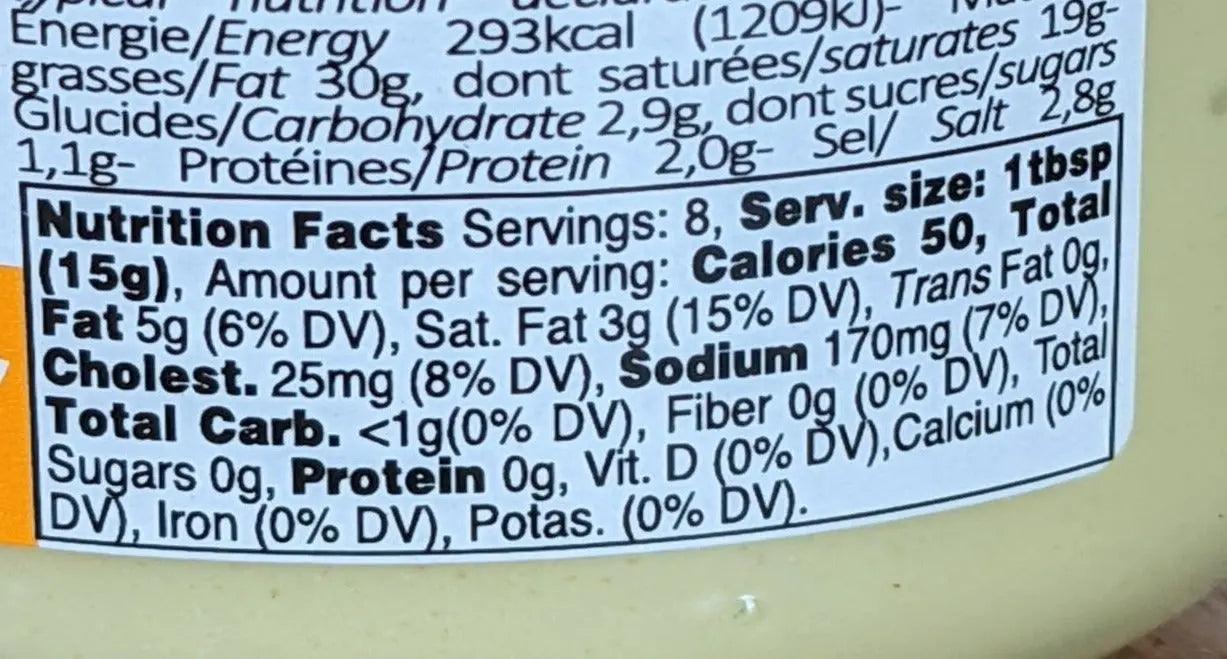 nutrition
Énergie/Energy 293kcal (1209kJ)-
grasses/Fat 30g, dont saturées/saturates 19g-
Glucides/Carbohydrate 2,9g, dont sucres/sugars
1,1g- Protéines/Protein 2,0g- Sel/ Salt 2,8g
Nutrition Facts Servings: 8, Serv. size: 1tbsp
(15g), Amount per serving: Calories 50, Total
Fat 5g (6% DV), Sat. Fat 3g (15% DV), Trans Fat 0g,
Cholest. 25mg (8% DV), Sodium 170mg (7% DV),
Total Carb. <1g(0% DV), Fiber 0g (0% DV), Total
Sugars 0g, Protein 0g, Vit. D (0% DV),Calcium (0%
DV), Iron (0% DV), Potas. (0% DV).